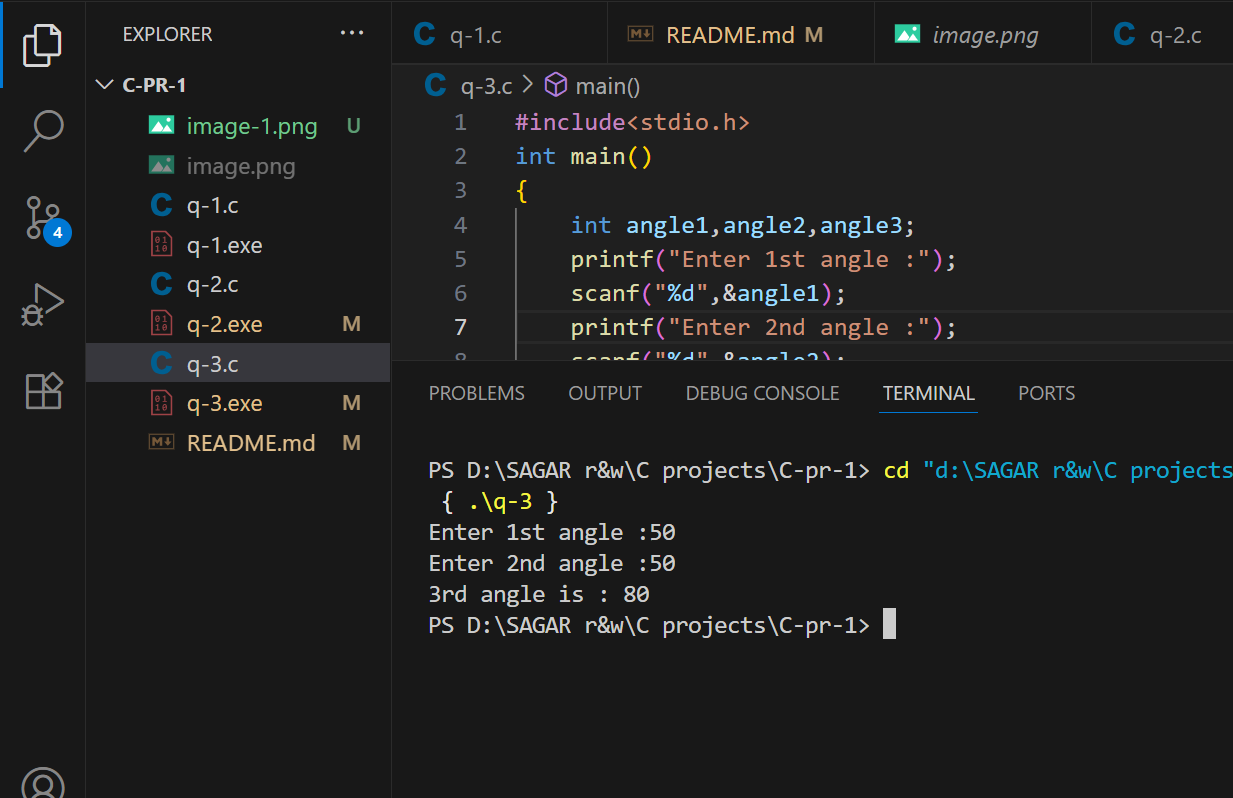 EXPLORER ...
C-PR-1
image-1.png U
image.png
C q-1.c
q-1.exe
C q-2.c
q-2.exe M
C q-3.c
q-3.exe M
M↓ README.md M
4
C q-1.c M↓ README.md M image.png C q-2.c
C q-3.c > main()
1 #include<stdio.h>
2 int main()
3 {
4 int angle1,angle2,angle3;
5 printf("Enter 1st angle :");
6 scanf("%d",&angle1);
7 printf("Enter 2nd angle :");
8 scanf("%d",&angle2);
PROBLEMS OUTPUT DEBUG CONSOLE TERMINAL PORTS
PS D:\SAGAR r&w\C projects\C-pr-1> cd "d:\SAGAR r&w\C projects
{ .\q-3 }
Enter 1st angle :50
Enter 2nd angle :50
3rd angle is : 80
PS D:\SAGAR r&w\C projects\C-pr-1>